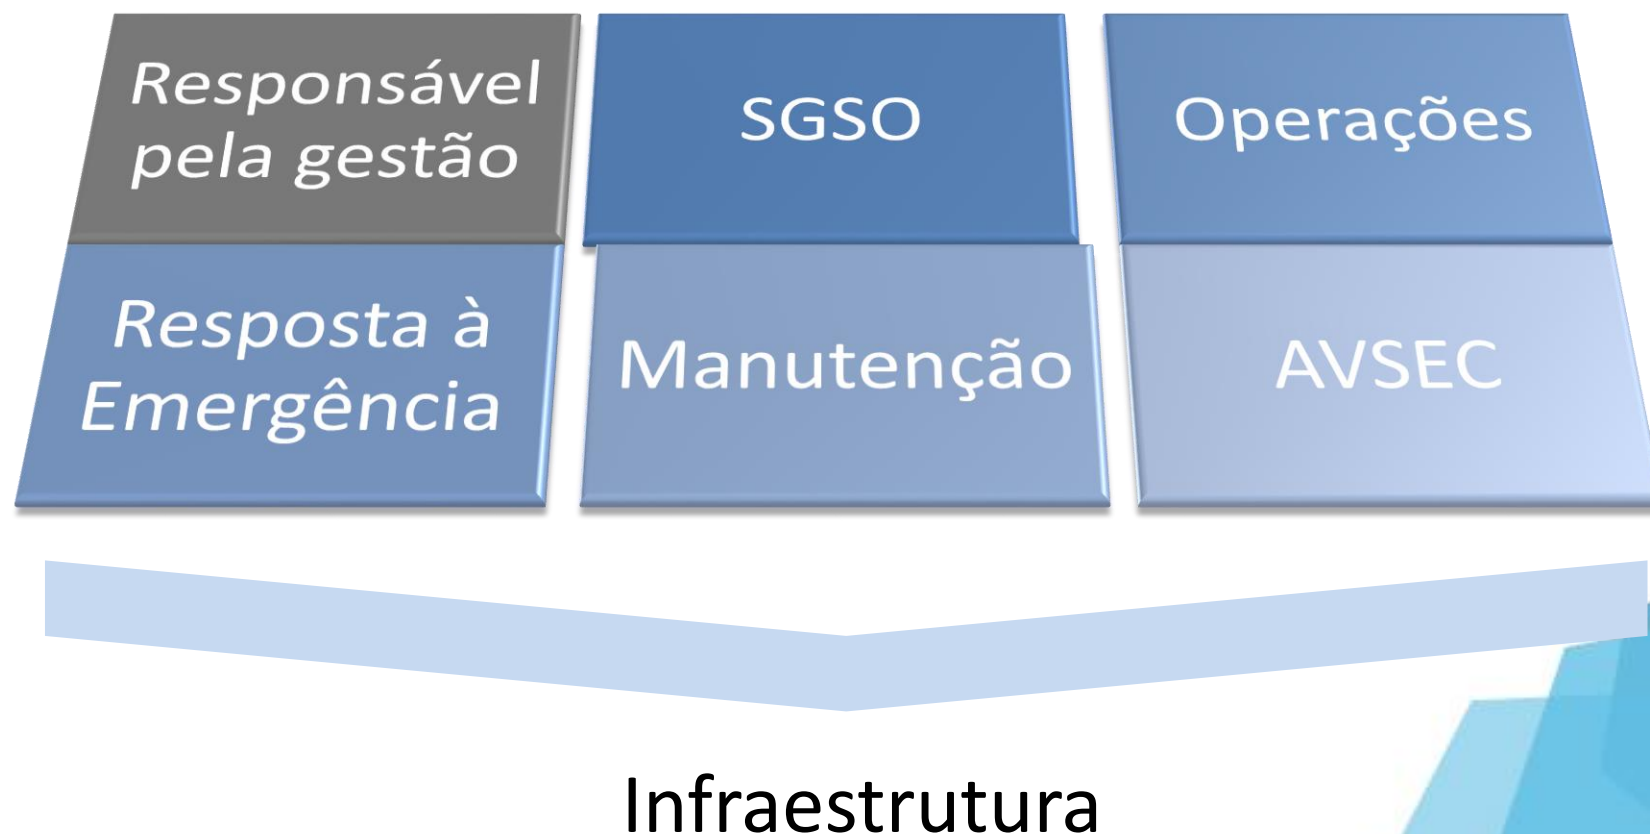 Responsável
pela gestão
SGSO
Operações
Resposta à
Emergência
Manutenção
AVSEC
Infraestrutura